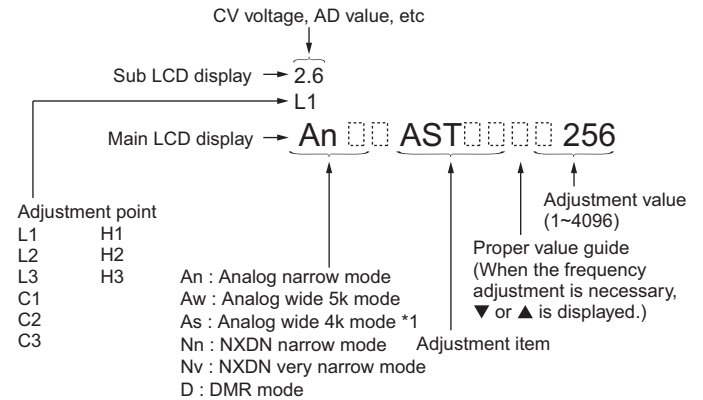 CV voltage, AD value, etc
Sub LCD display
2.6
L1
Main LCD display
An AST 256
Adjustment point
L1 H1
L2 H2
L3 H3
C1
C2
C3
An : Analog narrow mode
Aw : Analog wide 5k mode
As : Analog wide 4k mode *1
Nn : NXDN narrow mode
Nv : NXDN very narrow mode
D : DMR mode
Adjustment item
Proper value guide
(When the frequency
adjustment is necessary,
▼ or ▲ is displayed.)
Adjustment value
(1~4096)